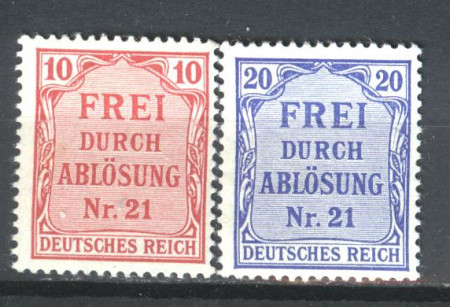 10 10
FREI
DURCH
ABLÖSUNG
Nr. 21
DEUTSCHES REICH
20 20
FREI
DURCH
ABLÖSUNG
Nr. 21
DEUTSCHES REICH